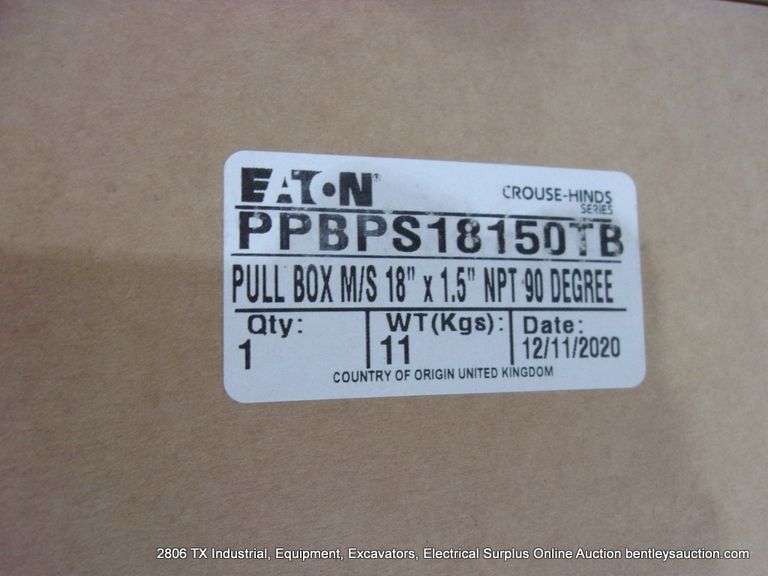 EATON®
CROUSE-HINDS
SERIES
PPBPS18150TB
PULL BOX M/S 18" x 1.5" NPT 90 DEGREE
Qty: WT(Kgs): Date:
1 11 12/11/2020
COUNTRY OF ORIGIN UNITED KINGDOM
2806 TX Industrial, Equipment, Excavators, Electrical Surplus Online Auction bentleysauction.com